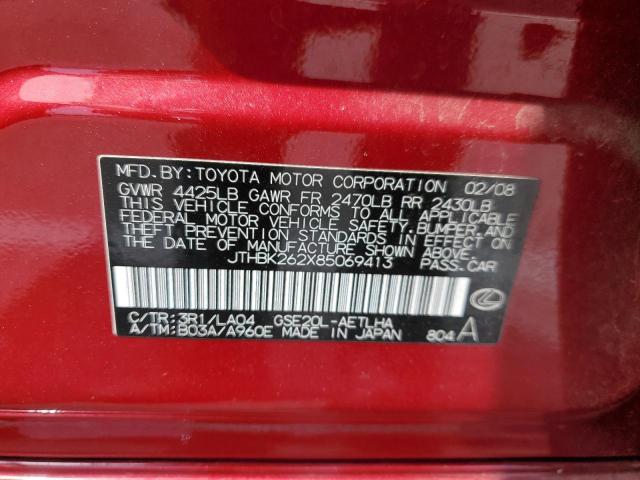 MFD. BY: TOYOTA MOTOR CORPORATION 02/08
GVWR 4425LB GAWR FR 2470LB RR 2430LB
THIS VEHICLE CONFORMS TO ALL APPLICABLE
FEDERAL MOTOR VEHICLE SAFETY, BUMPER, AND
THEFT PREVENTION STANDARDS IN EFFECT ON
THE DATE OF MANUFACTURE SHOWN ABOVE.
JTHBK262X85069413 PASS.CAR
C/TR: 3R1/LA04 GSE20L-AETLHA
A/TM: B03A/A960E MADE IN JAPAN 804 A